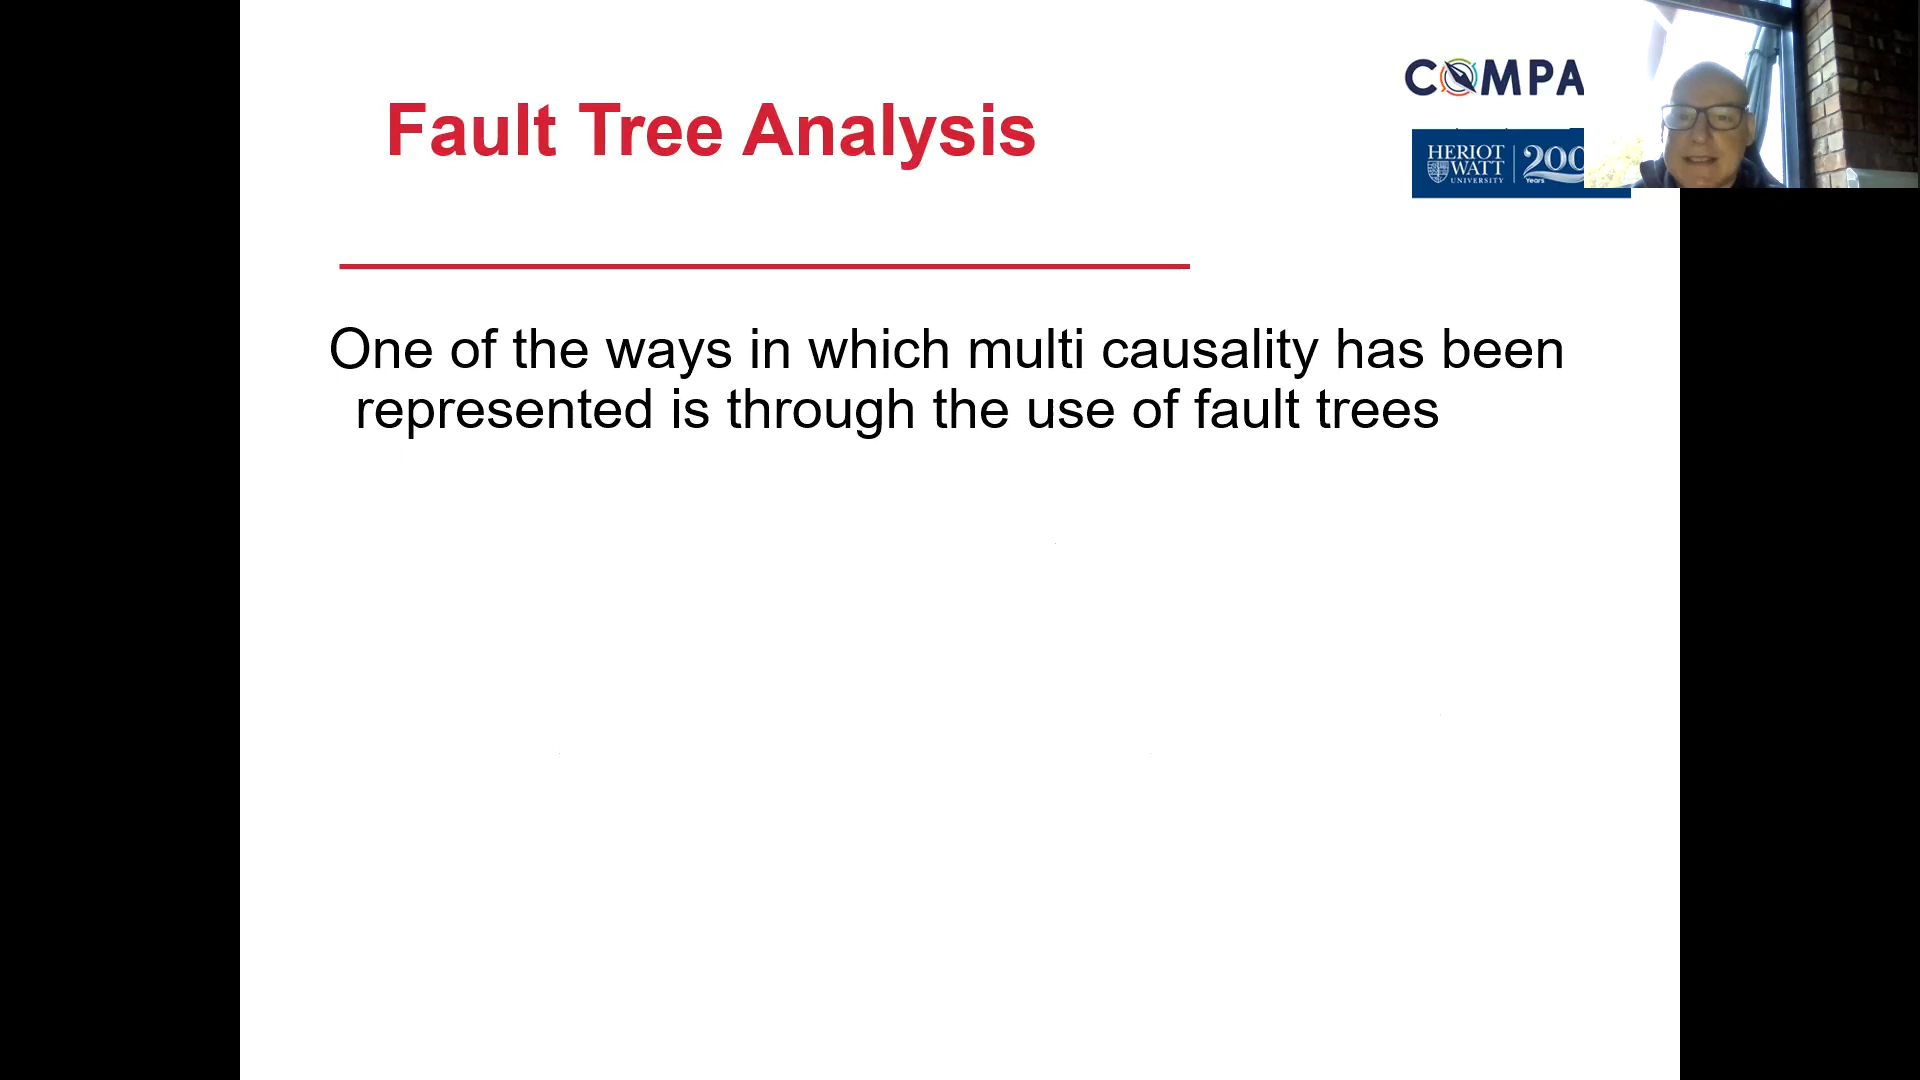 Fault Tree Analysis
COMPA
HERIOT
WATT
UNIVERSITY
200
Years
One of the ways in which multi causality has been
represented is through the use of fault trees